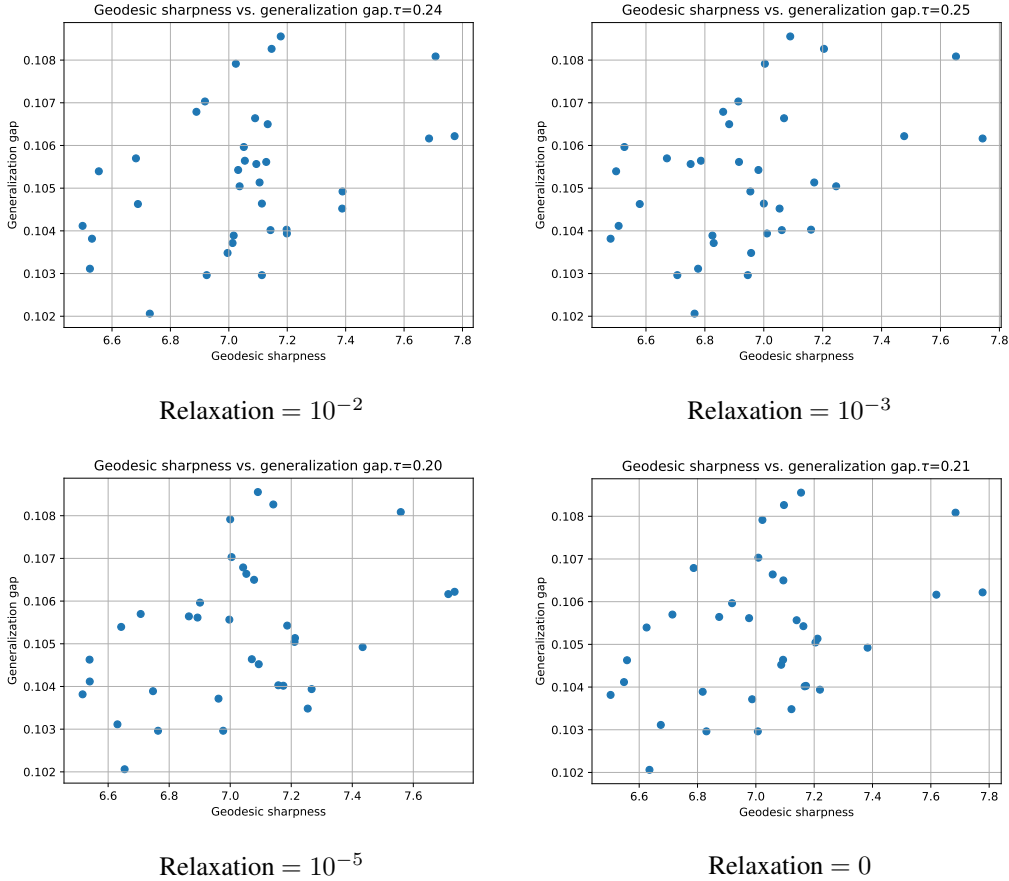 Geodesic sharpness vs. generalization gap.τ=0.24
Generalization gap
0.108
0.107
0.106
0.105
0.104
0.103
0.102
6.6 6.8 7.0 7.2 7.4 7.6 7.8
Geodesic sharpness
Relaxation = 10⁻²
Geodesic sharpness vs. generalization gap.τ=0.25
Generalization gap
0.108
0.107
0.106
0.105
0.104
0.103
0.102
6.6 6.8 7.0 7.2 7.4 7.6 7.8
Geodesic sharpness
Relaxation = 10⁻³
Geodesic sharpness vs. generalization gap.τ=0.20
Generalization gap
0.108
0.107
0.106
0.105
0.104
0.103
0.102
6.6 6.8 7.0 7.2 7.4 7.6
Geodesic sharpness
Relaxation = 10⁻⁵
Geodesic sharpness vs. generalization gap.τ=0.21
Generalization gap
0.108
0.107
0.106
0.105
0.104
0.103
0.102
6.6 6.8 7.0 7.2 7.4 7.6 7.8
Geodesic sharpness
Relaxation = 0